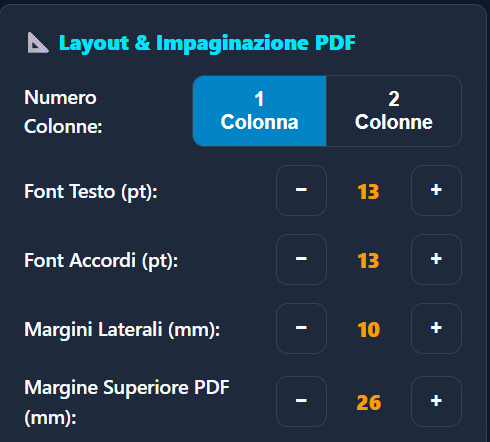 📐 Layout & Impaginazione PDF
Numero
Colonne:
1
Colonna
2
Colonne
Font Testo (pt): − 13 +
Font Accordi (pt): − 13 +
Margini Laterali (mm): − 10 +
Margine Superiore PDF
(mm): − 26 +